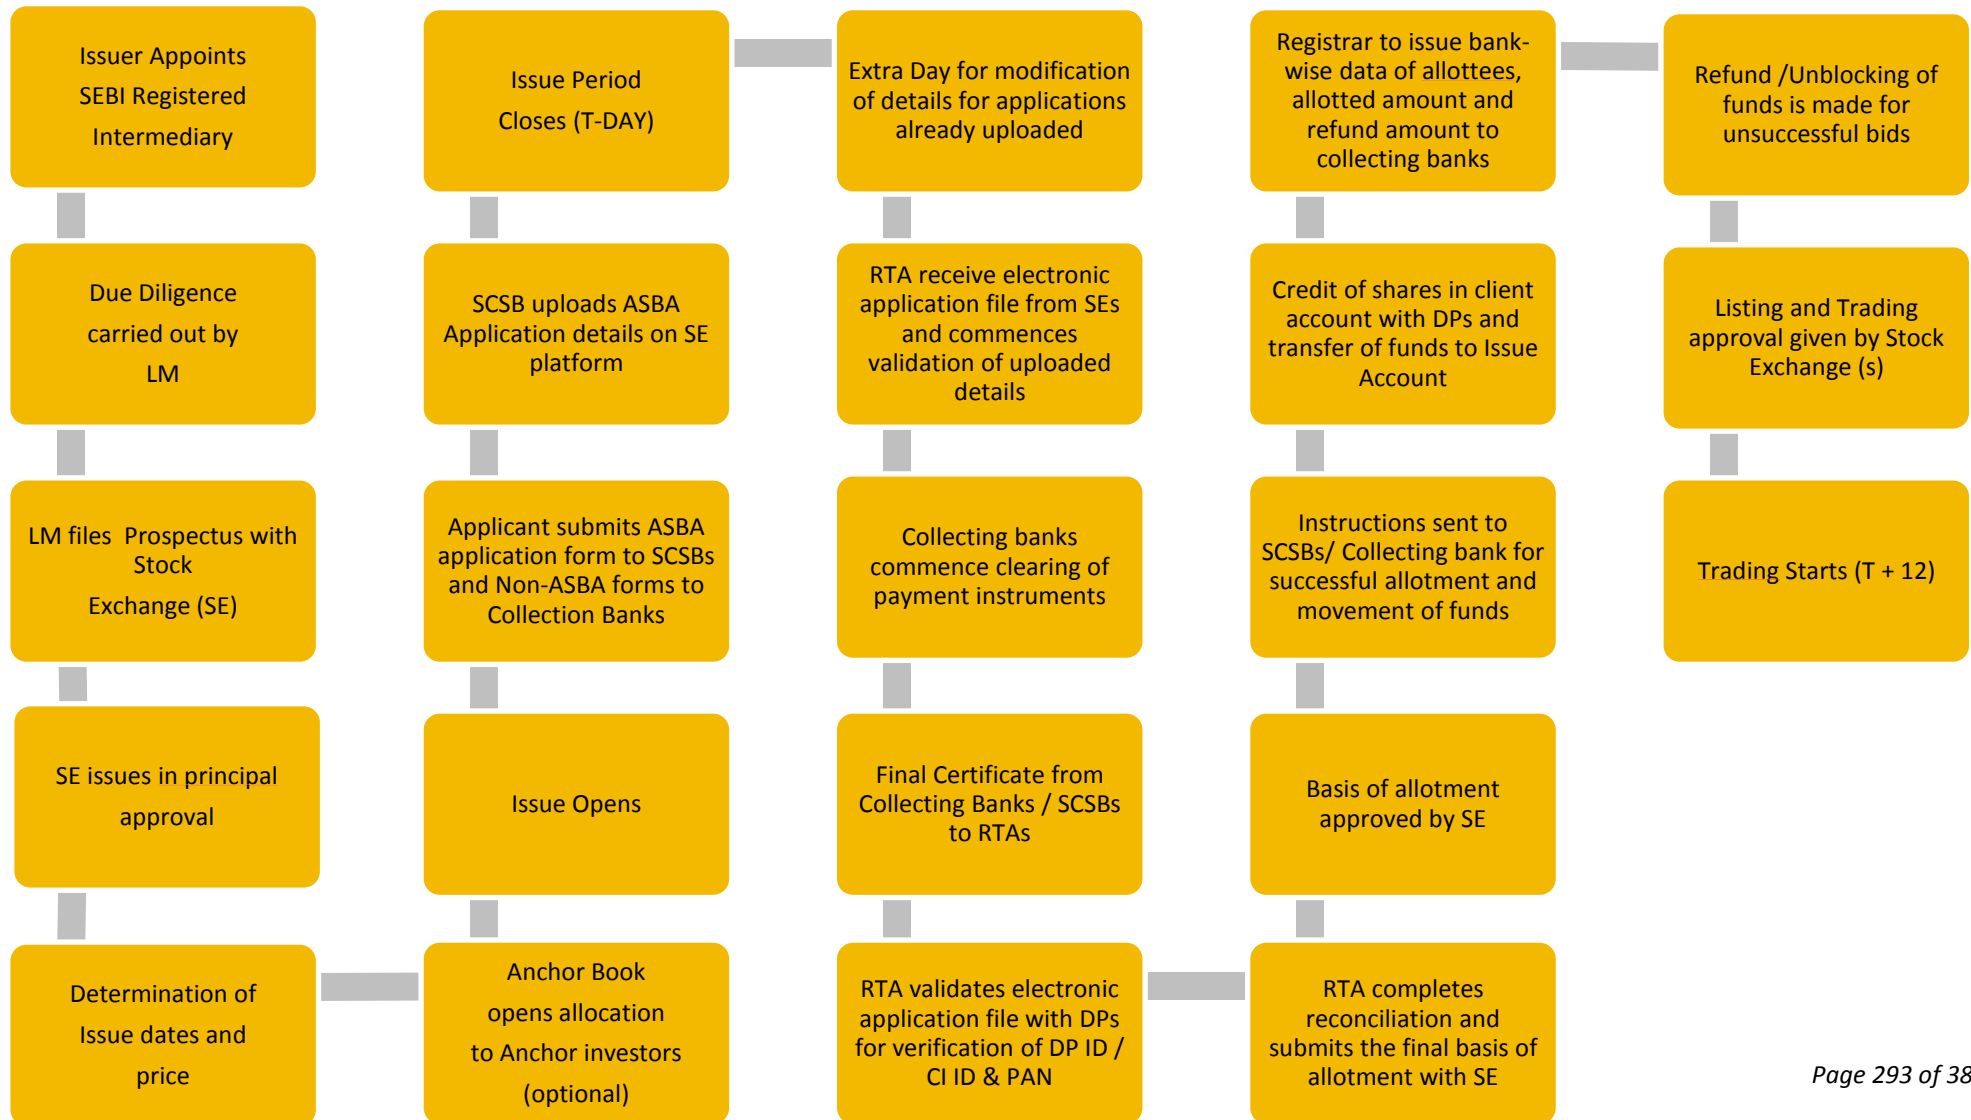 Issuer Appoints
SEBI Registered
Intermediary
Due Diligence
carried out by
LM
LM files Prospectus with
Stock
Exchange (SE)
SE issues in principal
approval
Determination of
Issue dates and
price
Anchor Book
opens allocation
to Anchor investors
(optional)
Issue Opens
Applicant submits ASBA
application form to SCSBs
and Non-ASBA forms to
Collection Banks
SCSB uploads ASBA
Application details on SE
platform
Issue Period
Closes (T-DAY)
Extra Day for modification
of details for applications
already uploaded
RTA receive electronic
application file from SEs
and commences
validation of uploaded
details
Collecting banks
commence clearing of
payment instruments
Final Certificate from
Collecting Banks / SCSBs
to RTAs
RTA validates electronic
application file with DPs
for verification of DP ID /
CI ID & PAN
RTA completes
reconciliation and
submits the final basis of
allotment with SE
Basis of allotment
approved by SE
Instructions sent to
SCSBs/ Collecting bank for
successful allotment and
movement of funds
Credit of shares in client
account with DPs and
transfer of funds to Issue
Account
Registrar to issue bank-
wise data of allottees,
allotted amount and
refund amount to
collecting banks
Refund /Unblocking of
funds is made for
unsuccessful bids
Listing and Trading
approval given by Stock
Exchange (s)
Trading Starts (T + 12)
Page 293 of 38